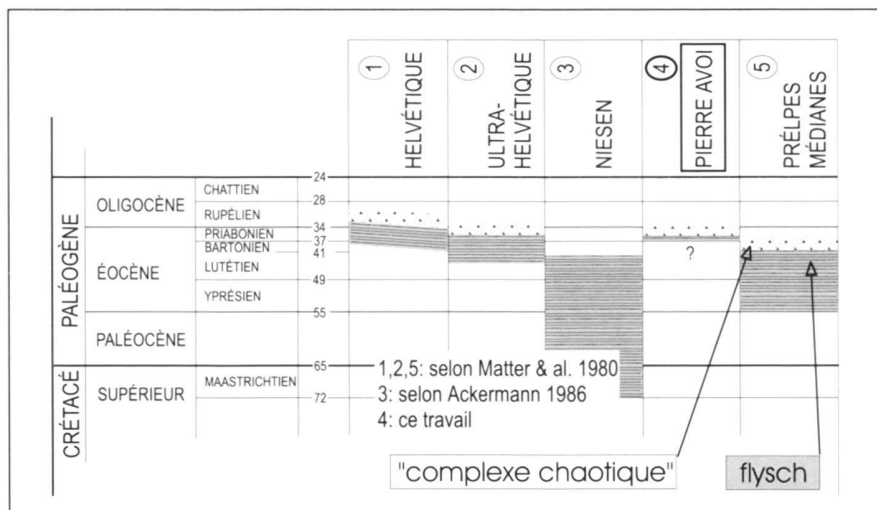 1
2
3
4
5
HELVÉTIQUE
ULTRA-
HELVÉTIQUE
NIESEN
PIERRE AVOI
PRÉLPES
MÉDIANES
PALÉOGÈNE
CRÉTACÉ
OLIGOCÈNE
ÉOCÈNE
PALÉOCÈNE
SUPÉRIEUR
CHATTIEN
RUPÉLIEN
PRIABONIEN
BARTONIEN
LUTÉTIEN
YPRÉSIEN
MAASTRICHTIEN
24
28
34
37
41
49
55
65
72
?
1,2,5: selon Matter & al. 1980
3: selon Ackermann 1986
4: ce travail
"complexe chaotique"
flysch